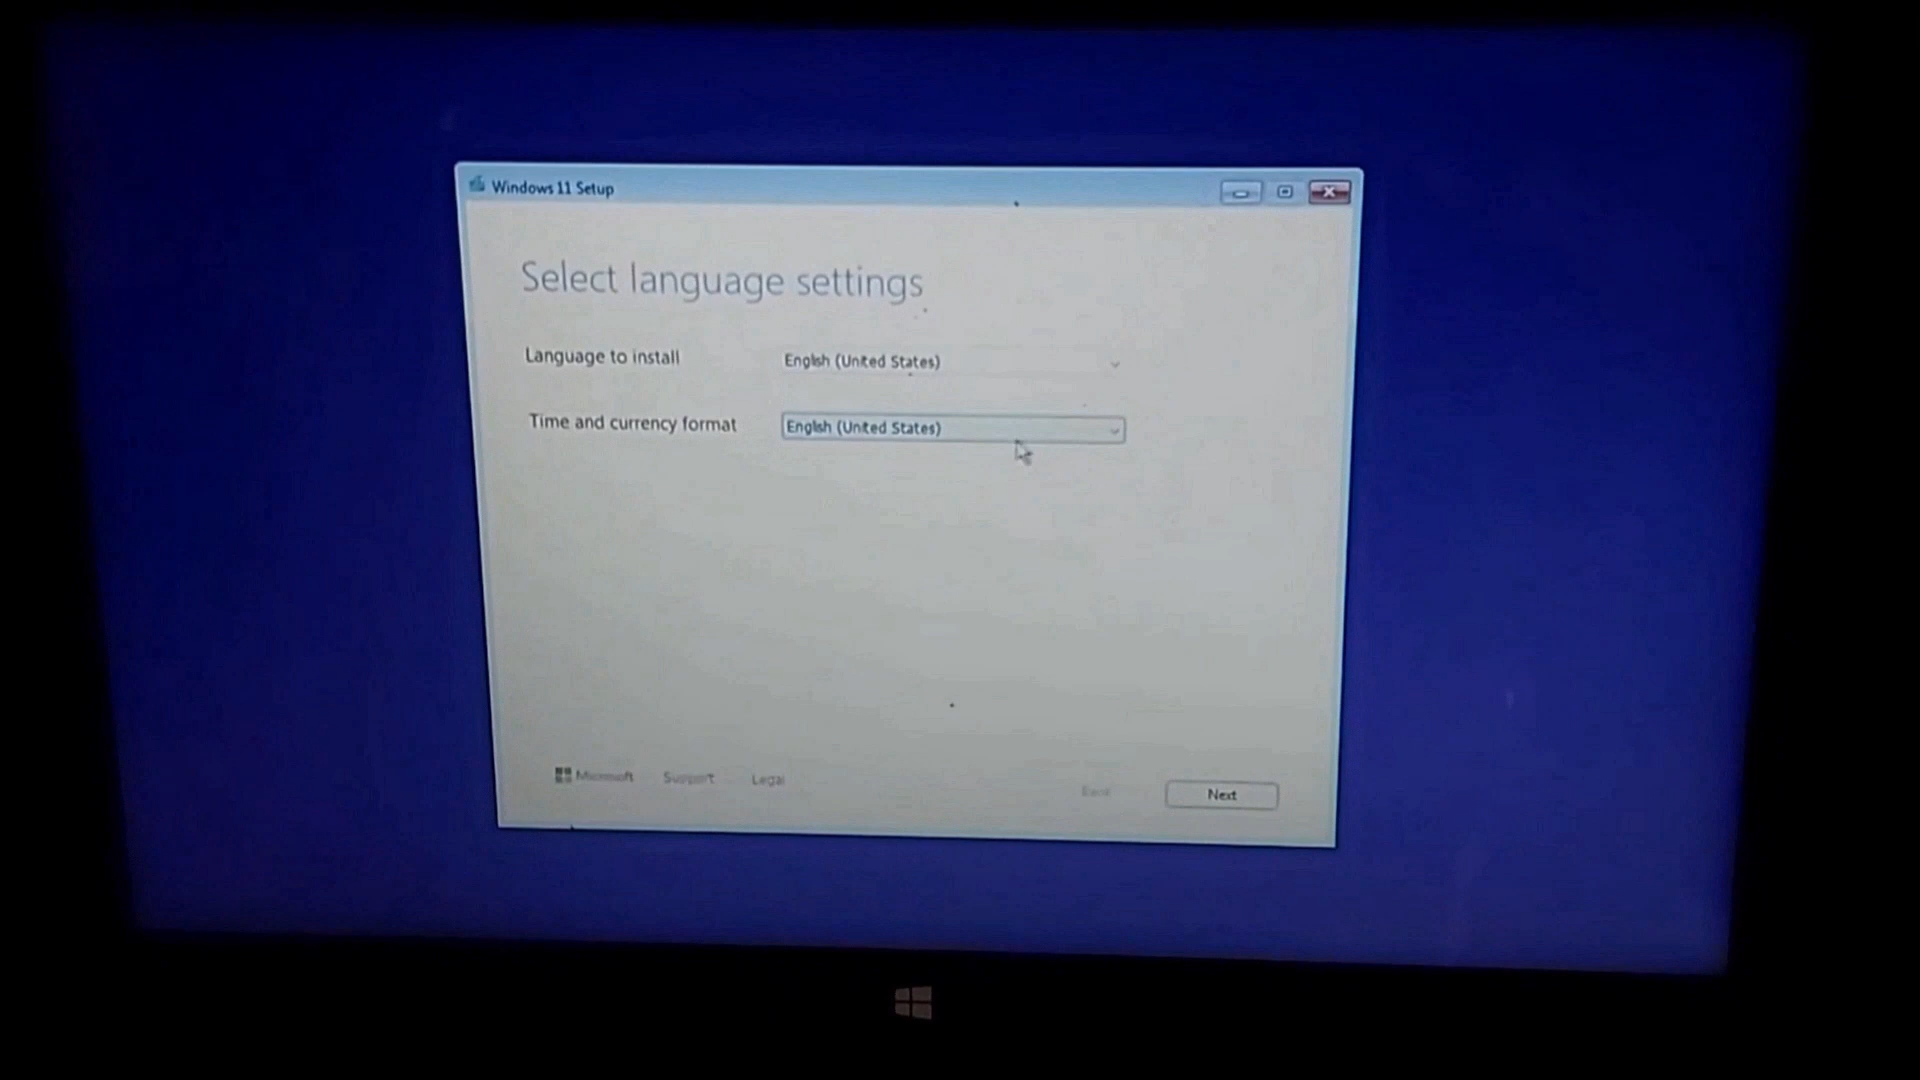 Windows 11 Setup
Select language settings
Language to install
English (United States)
Time and currency format
English (United States)
Microsoft
Support
Legal
Back
Next